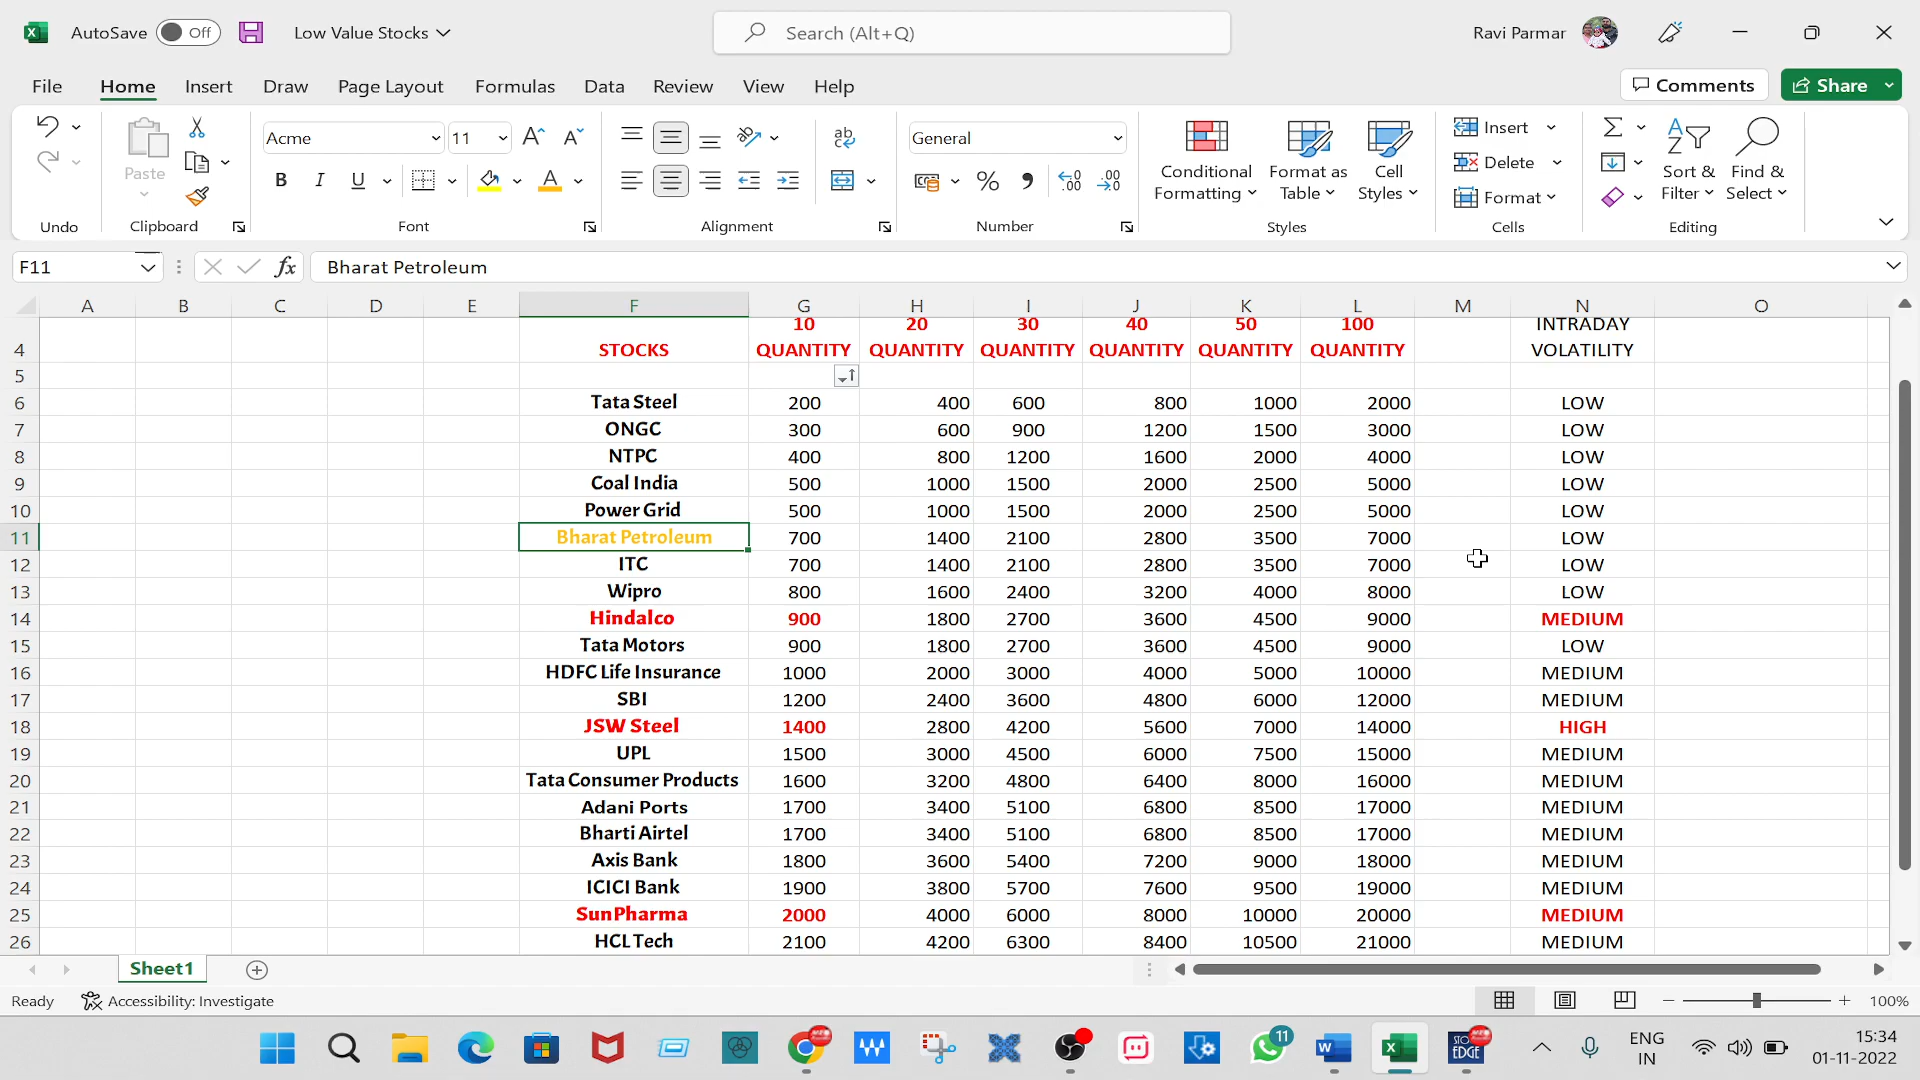 AutoSave Off Low Value Stocks Search (Alt+Q) Ravi Parmar
File Home Insert Draw Page Layout Formulas Data Review View Help Comments Share
Paste
Acme 11
General
Conditional Formatting
Format as Table
Cell Styles
Insert
Delete
Format
Sort & Filter
Find & Select
Undo Clipboard Font Alignment Number Styles Cells Editing
F11 fx Bharat Petroleum
A B C D E F G H I J K L M N O
10 20 30 40 50 100 INTRADAY
4 STOCKS QUANTITY QUANTITY QUANTITY QUANTITY QUANTITY QUANTITY VOLATILITY
5
6 Tata Steel 200 400 600 800 1000 2000 LOW
7 ONGC 300 600 900 1200 1500 3000 LOW
8 NTPC 400 800 1200 1600 2000 4000 LOW
9 Coal India 500 1000 1500 2000 2500 5000 LOW
10 Power Grid 500 1000 1500 2000 2500 5000 LOW
11 Bharat Petroleum 700 1400 2100 2800 3500 7000 LOW
12 ITC 700 1400 2100 2800 3500 7000 LOW
13 Wipro 800 1600 2400 3200 4000 8000 LOW
14 Hindalco 900 1800 2700 3600 4500 9000 MEDIUM
15 Tata Motors 900 1800 2700 3600 4500 9000 LOW
16 HDFC Life Insurance 1000 2000 3000 4000 5000 10000 MEDIUM
17 SBI 1200 2400 3600 4800 6000 12000 MEDIUM
18 JSW Steel 1400 2800 4200 5600 7000 14000 HIGH
19 UPL 1500 3000 4500 6000 7500 15000 MEDIUM
20 Tata Consumer Products 1600 3200 4800 6400 8000 16000 MEDIUM
21 Adani Ports 1700 3400 5100 6800 8500 17000 MEDIUM
22 Bharti Airtel 1700 3400 5100 6800 8500 17000 MEDIUM
23 Axis Bank 1800 3600 5400 7200 9000 18000 MEDIUM
24 ICICI Bank 1900 3800 5700 7600 9500 19000 MEDIUM
25 SunPharma 2000 4000 6000 8000 10000 20000 MEDIUM
26 HCL Tech 2100 4200 6300 8400 10500 21000 MEDIUM
Sheet1
Ready Accessibility: Investigate 100%
11
ENG
IN
15:34
01-11-2022